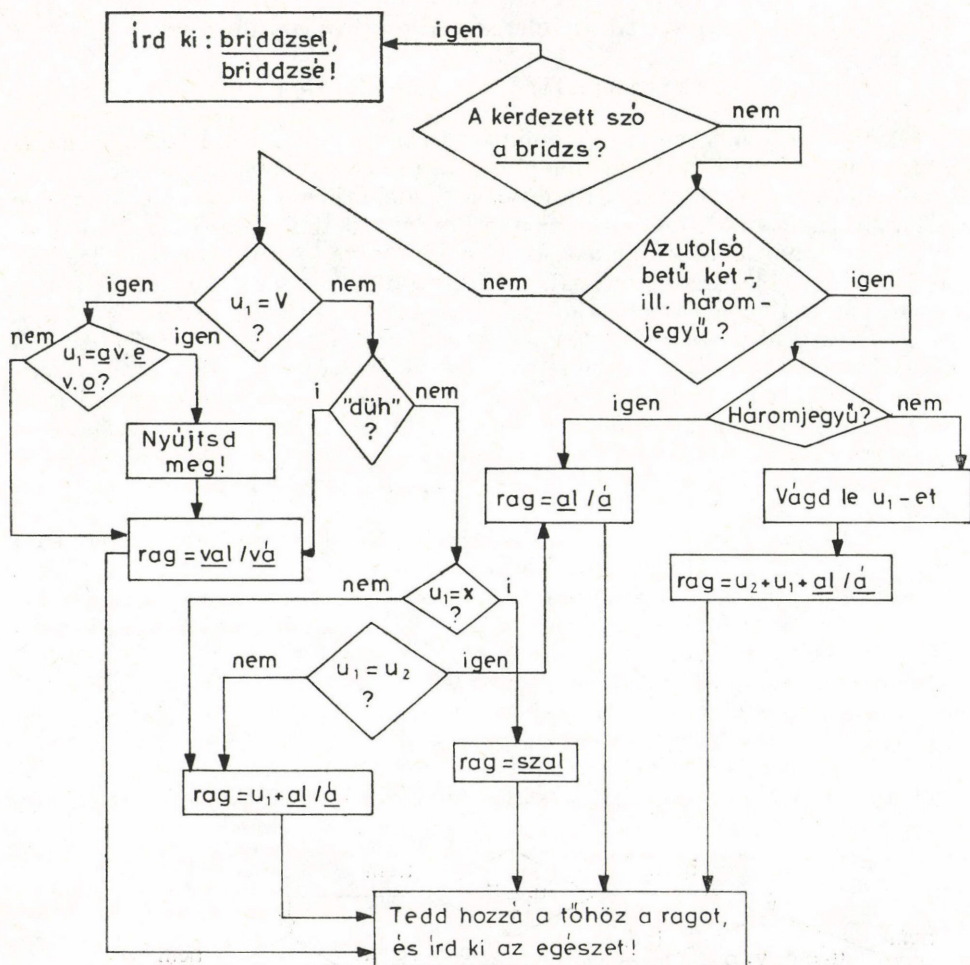 Írd ki: briddzsel,
briddzsé!
igen
A kérdezett szó
a bridzs?
nem
Az utolsó
betű két-,
ill. három-
jegyű?
nem
igen
igen
u₁ = V
?
nem
nem
u₁=a v. e
v. o?
igen
"düh"
?
i
nem
igen
Háromjegyű?
nem
Nyújtsd
meg!
rag = al / á
Vágd le u₁-et
rag = val / vá
rag = u₂ + u₁ + al / á
nem
u₁ = x
?
i
nem
u₁ = u₂
?
igen
rag = szal
rag = u₁ + al / á
Tedd hozzá a tőhöz a ragot,
és írd ki az egészet!